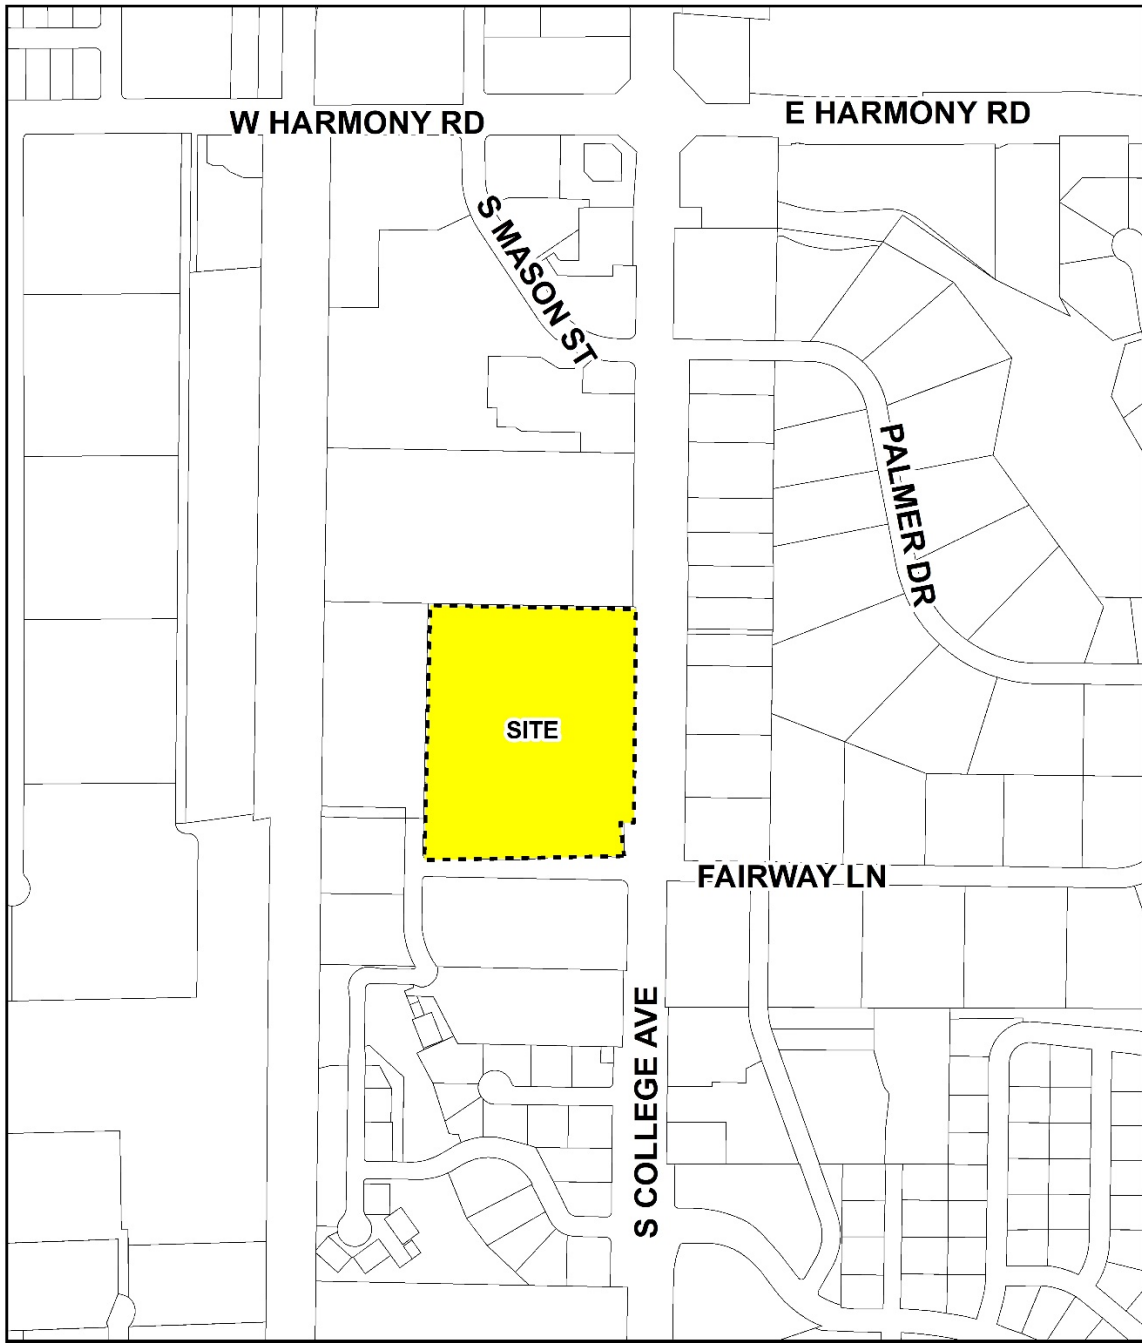 W HARMONY RD
E HARMONY RD
S MASON ST
PALMER DR
SITE
FAIRWAY LN
S COLLEGE AVE